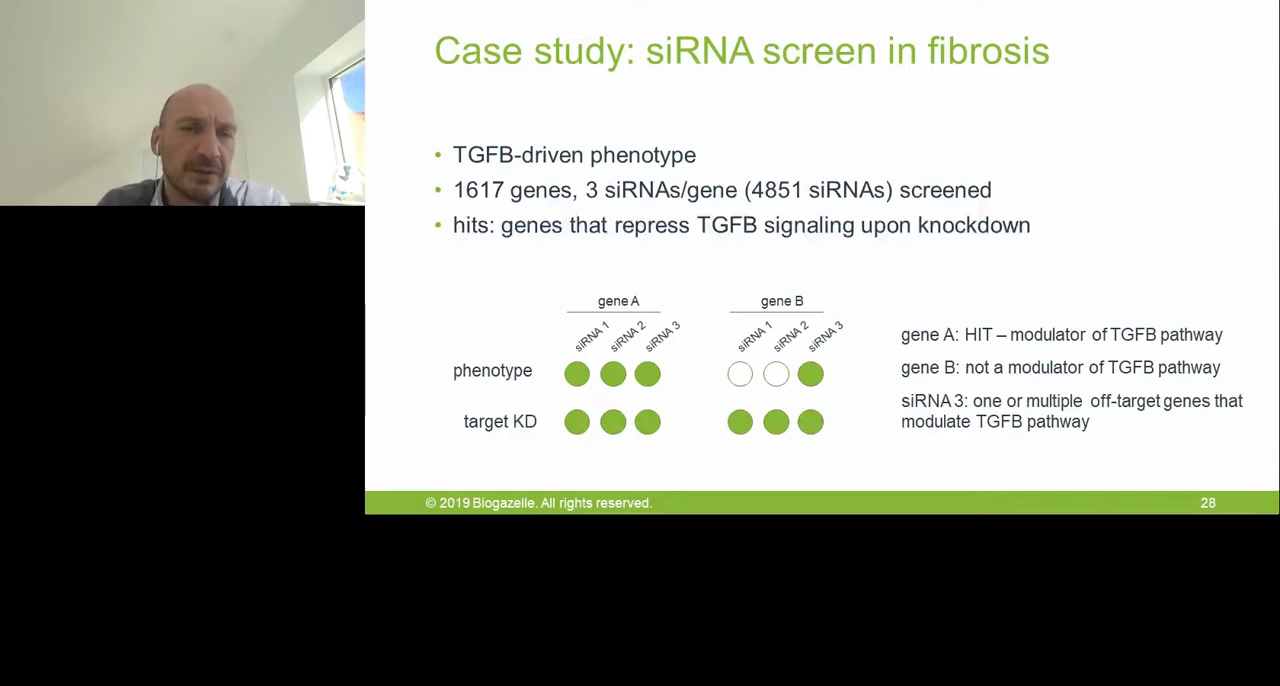 Case study: siRNA screen in fibrosis
• TGFB-driven phenotype
• 1617 genes, 3 siRNAs/gene (4851 siRNAs) screened
• hits: genes that repress TGFB signaling upon knockdown
gene A
siRNA 1 siRNA 2 siRNA 3
gene B
siRNA 1 siRNA 2 siRNA 3
phenotype
target KD
gene A: HIT – modulator of TGFB pathway
gene B: not a modulator of TGFB pathway
siRNA 3: one or multiple off-target genes that
modulate TGFB pathway
© 2019 Biogazelle. All rights reserved.
28